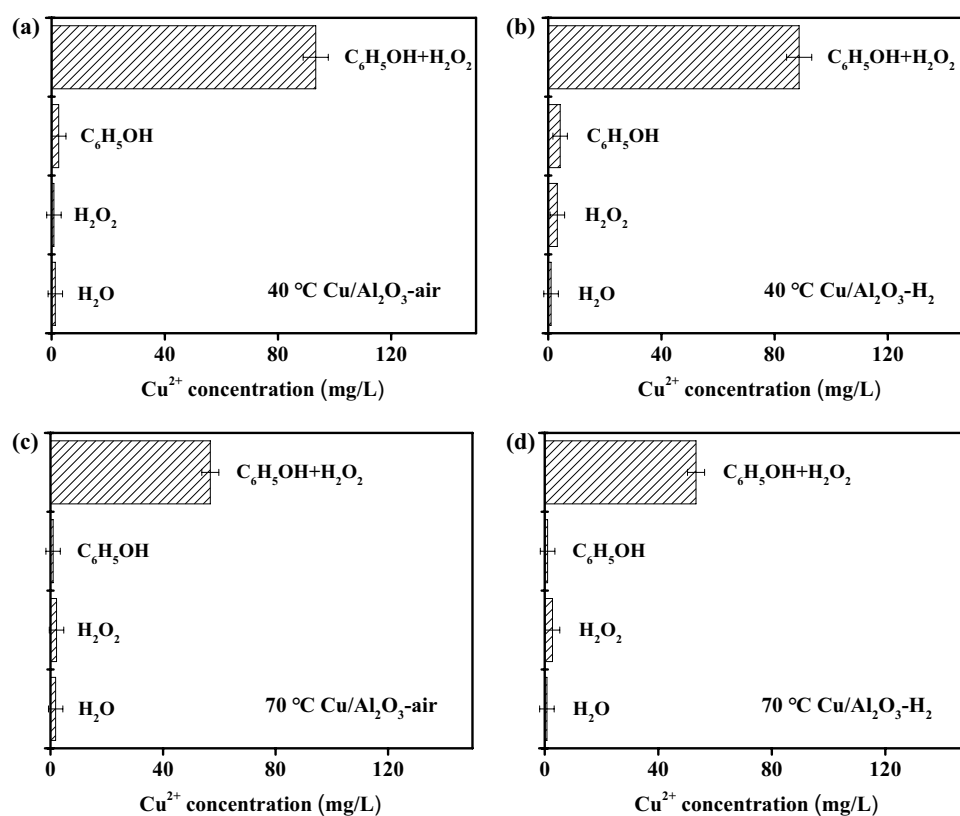 (a)
C₆H₅OH+H₂O₂
C₆H₅OH
H₂O₂
H₂O
40 °C Cu/Al₂O₃-air
0 40 80 120
Cu²⁺ concentration (mg/L)
(b)
C₆H₅OH+H₂O₂
C₆H₅OH
H₂O₂
H₂O
40 °C Cu/Al₂O₃-H₂
0 40 80 120
Cu²⁺ concentration (mg/L)
(c)
C₆H₅OH+H₂O₂
C₆H₅OH
H₂O₂
H₂O
70 °C Cu/Al₂O₃-air
0 40 80 120
Cu²⁺ concentration (mg/L)
(d)
C₆H₅OH+H₂O₂
C₆H₅OH
H₂O₂
H₂O
70 °C Cu/Al₂O₃-H₂
0 40 80 120
Cu²⁺ concentration (mg/L)